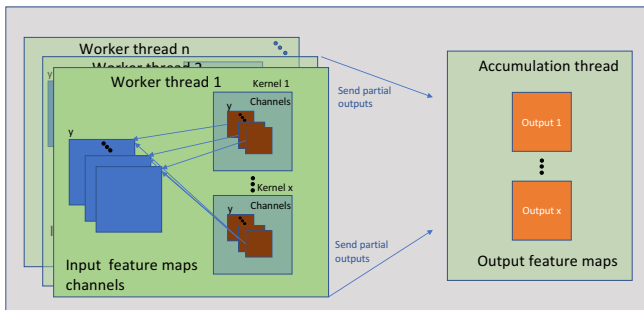 Worker thread n
Worker thread 2
Worker thread 1
y
y
Kernel 1
Channels
y
Kernel x
Channels
y
Input feature maps
channels
Send partial
outputs
Send partial
outputs
Accumulation thread
Output 1
Output x
Output feature maps